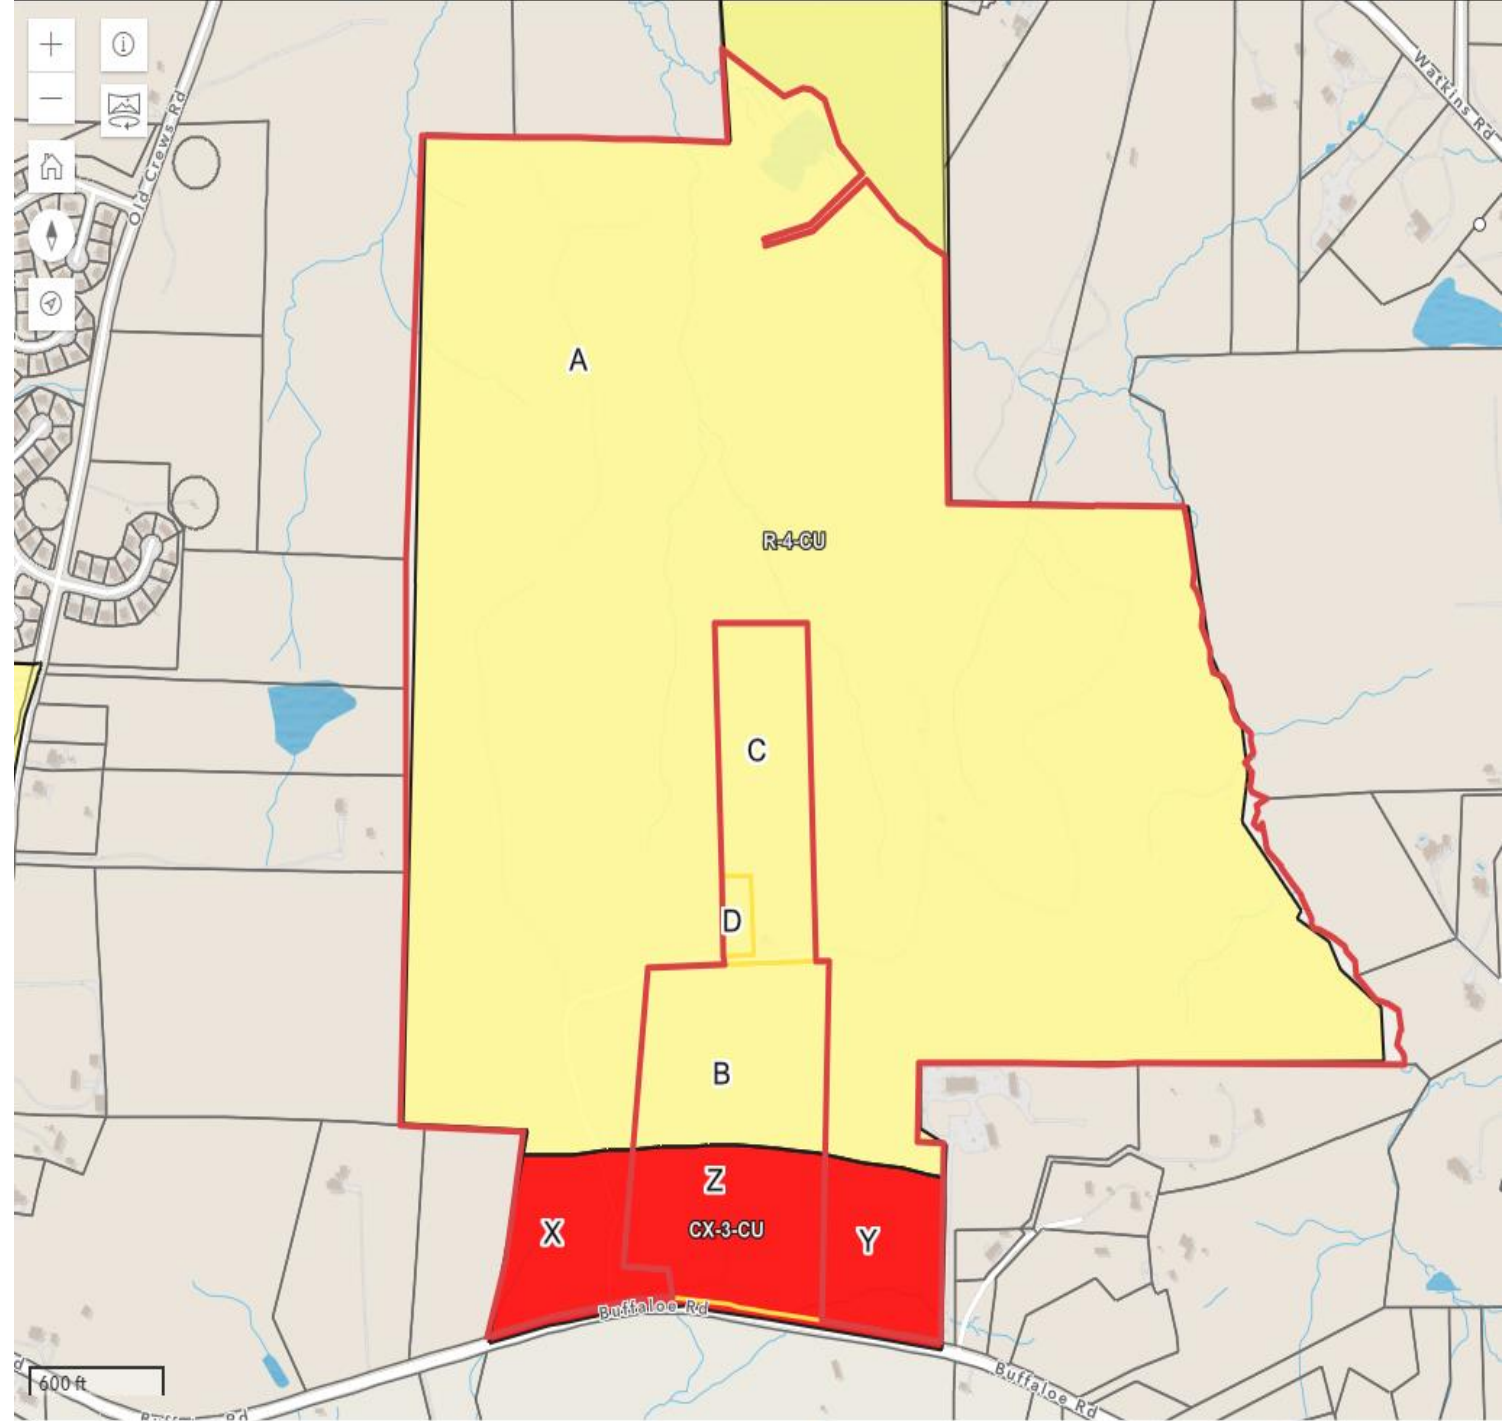 Old Crews Rd
Watkins Rd
A
R-4-CU
C
D
B
Z
X
CX-3-CU
Y
Buffaloe Rd
600 ft
Buffaloe Rd